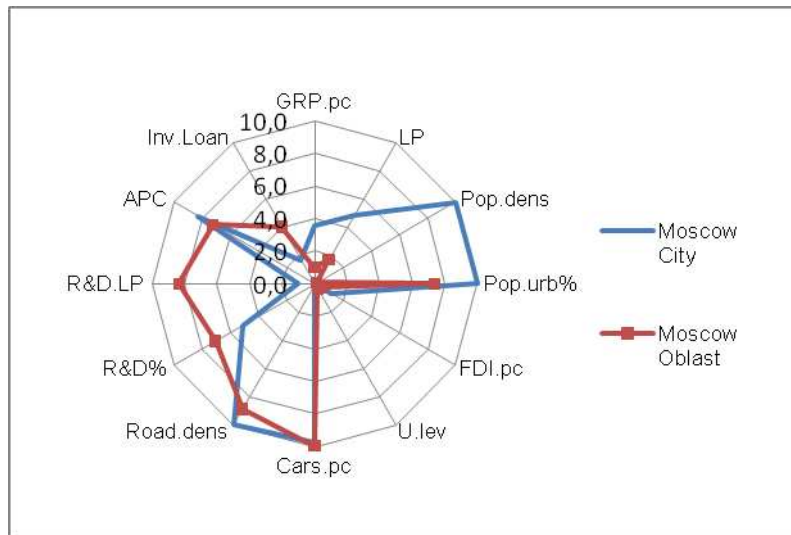 GRP.pc
10,0
8,0
6,0
4,0
2,0
0,0
LP
Pop.dens
Pop.urb%
FDI.pc
U.lev
Cars.pc
Road.dens
R&D%
R&D.LP
APC
Inv.Loan
Moscow
City
Moscow
Oblast